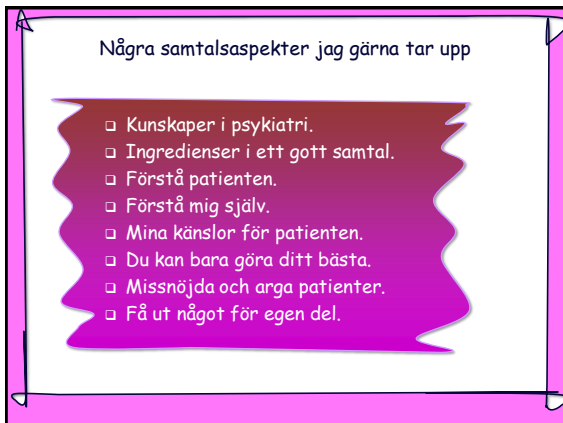 Några samtalsaspekter jag gärna tar upp
❑ Kunskaper i psykiatri.
❑ Ingredienser i ett gott samtal.
❑ Förstå patienten.
❑ Förstå mig själv.
❑ Mina känslor för patienten.
❑ Du kan bara göra ditt bästa.
❑ Missnöjda och arga patienter.
❑ Få ut något för egen del.